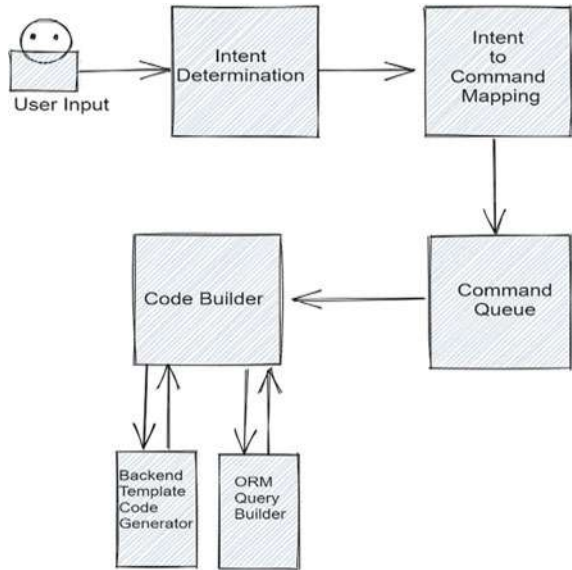 User Input
Intent
Determination
Intent
to
Command
Mapping
Command
Queue
Code Builder
Backend
Template
Code
Generator
ORM
Query
Builder